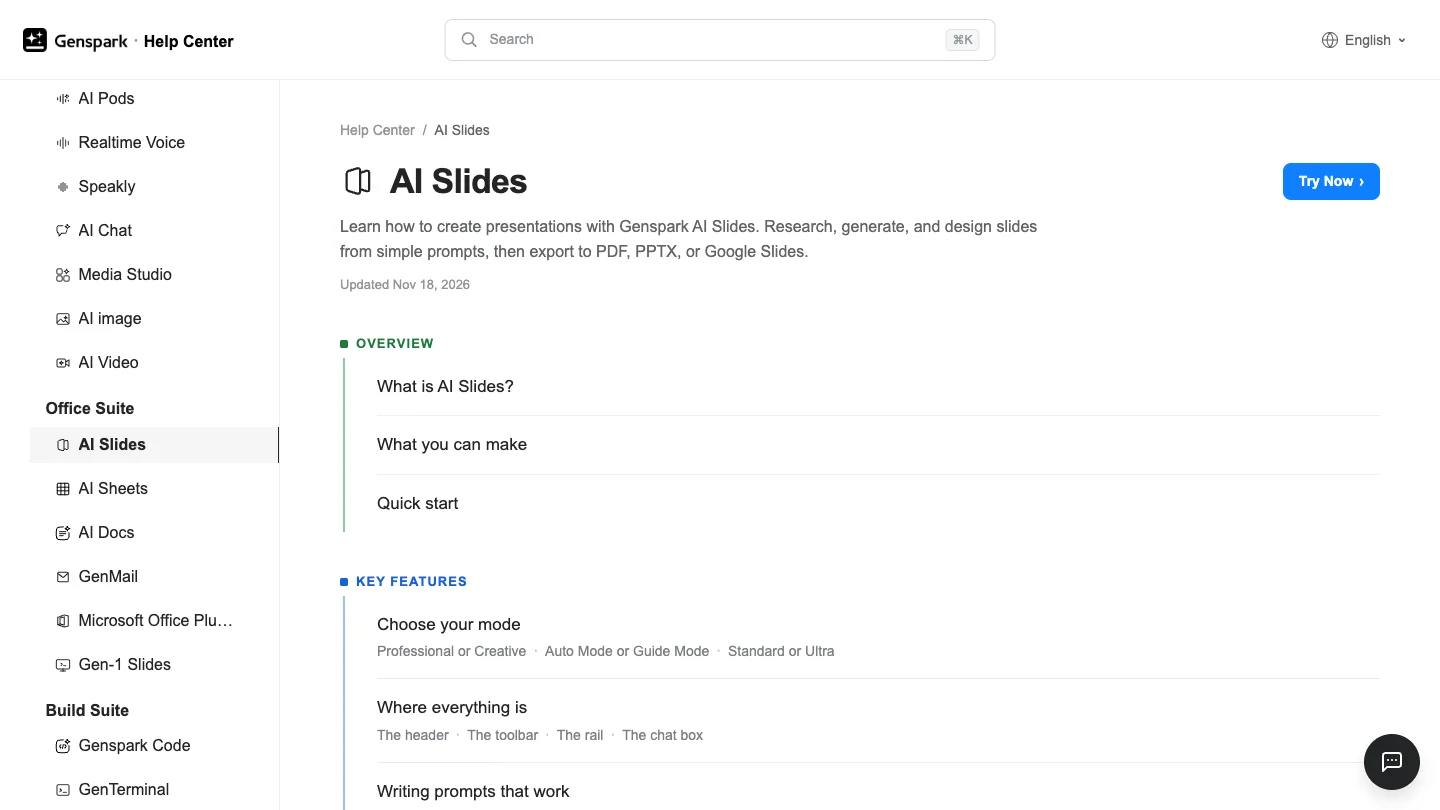 Genspark · Help Center
Search
⌘K
English
AI Pods
Realtime Voice
Speakly
AI Chat
Media Studio
AI image
AI Video
Office Suite
AI Slides
AI Sheets
AI Docs
GenMail
Microsoft Office Plu…
Gen-1 Slides
Build Suite
Genspark Code
GenTerminal
Help Center / AI Slides
AI Slides
Try Now ›
Learn how to create presentations with Genspark AI Slides. Research, generate, and design slides
from simple prompts, then export to PDF, PPTX, or Google Slides.
Updated Nov 18, 2026
OVERVIEW
What is AI Slides?
What you can make
Quick start
KEY FEATURES
Choose your mode
Professional or Creative · Auto Mode or Guide Mode · Standard or Ultra
Where everything is
The header · The toolbar · The rail · The chat box
Writing prompts that work